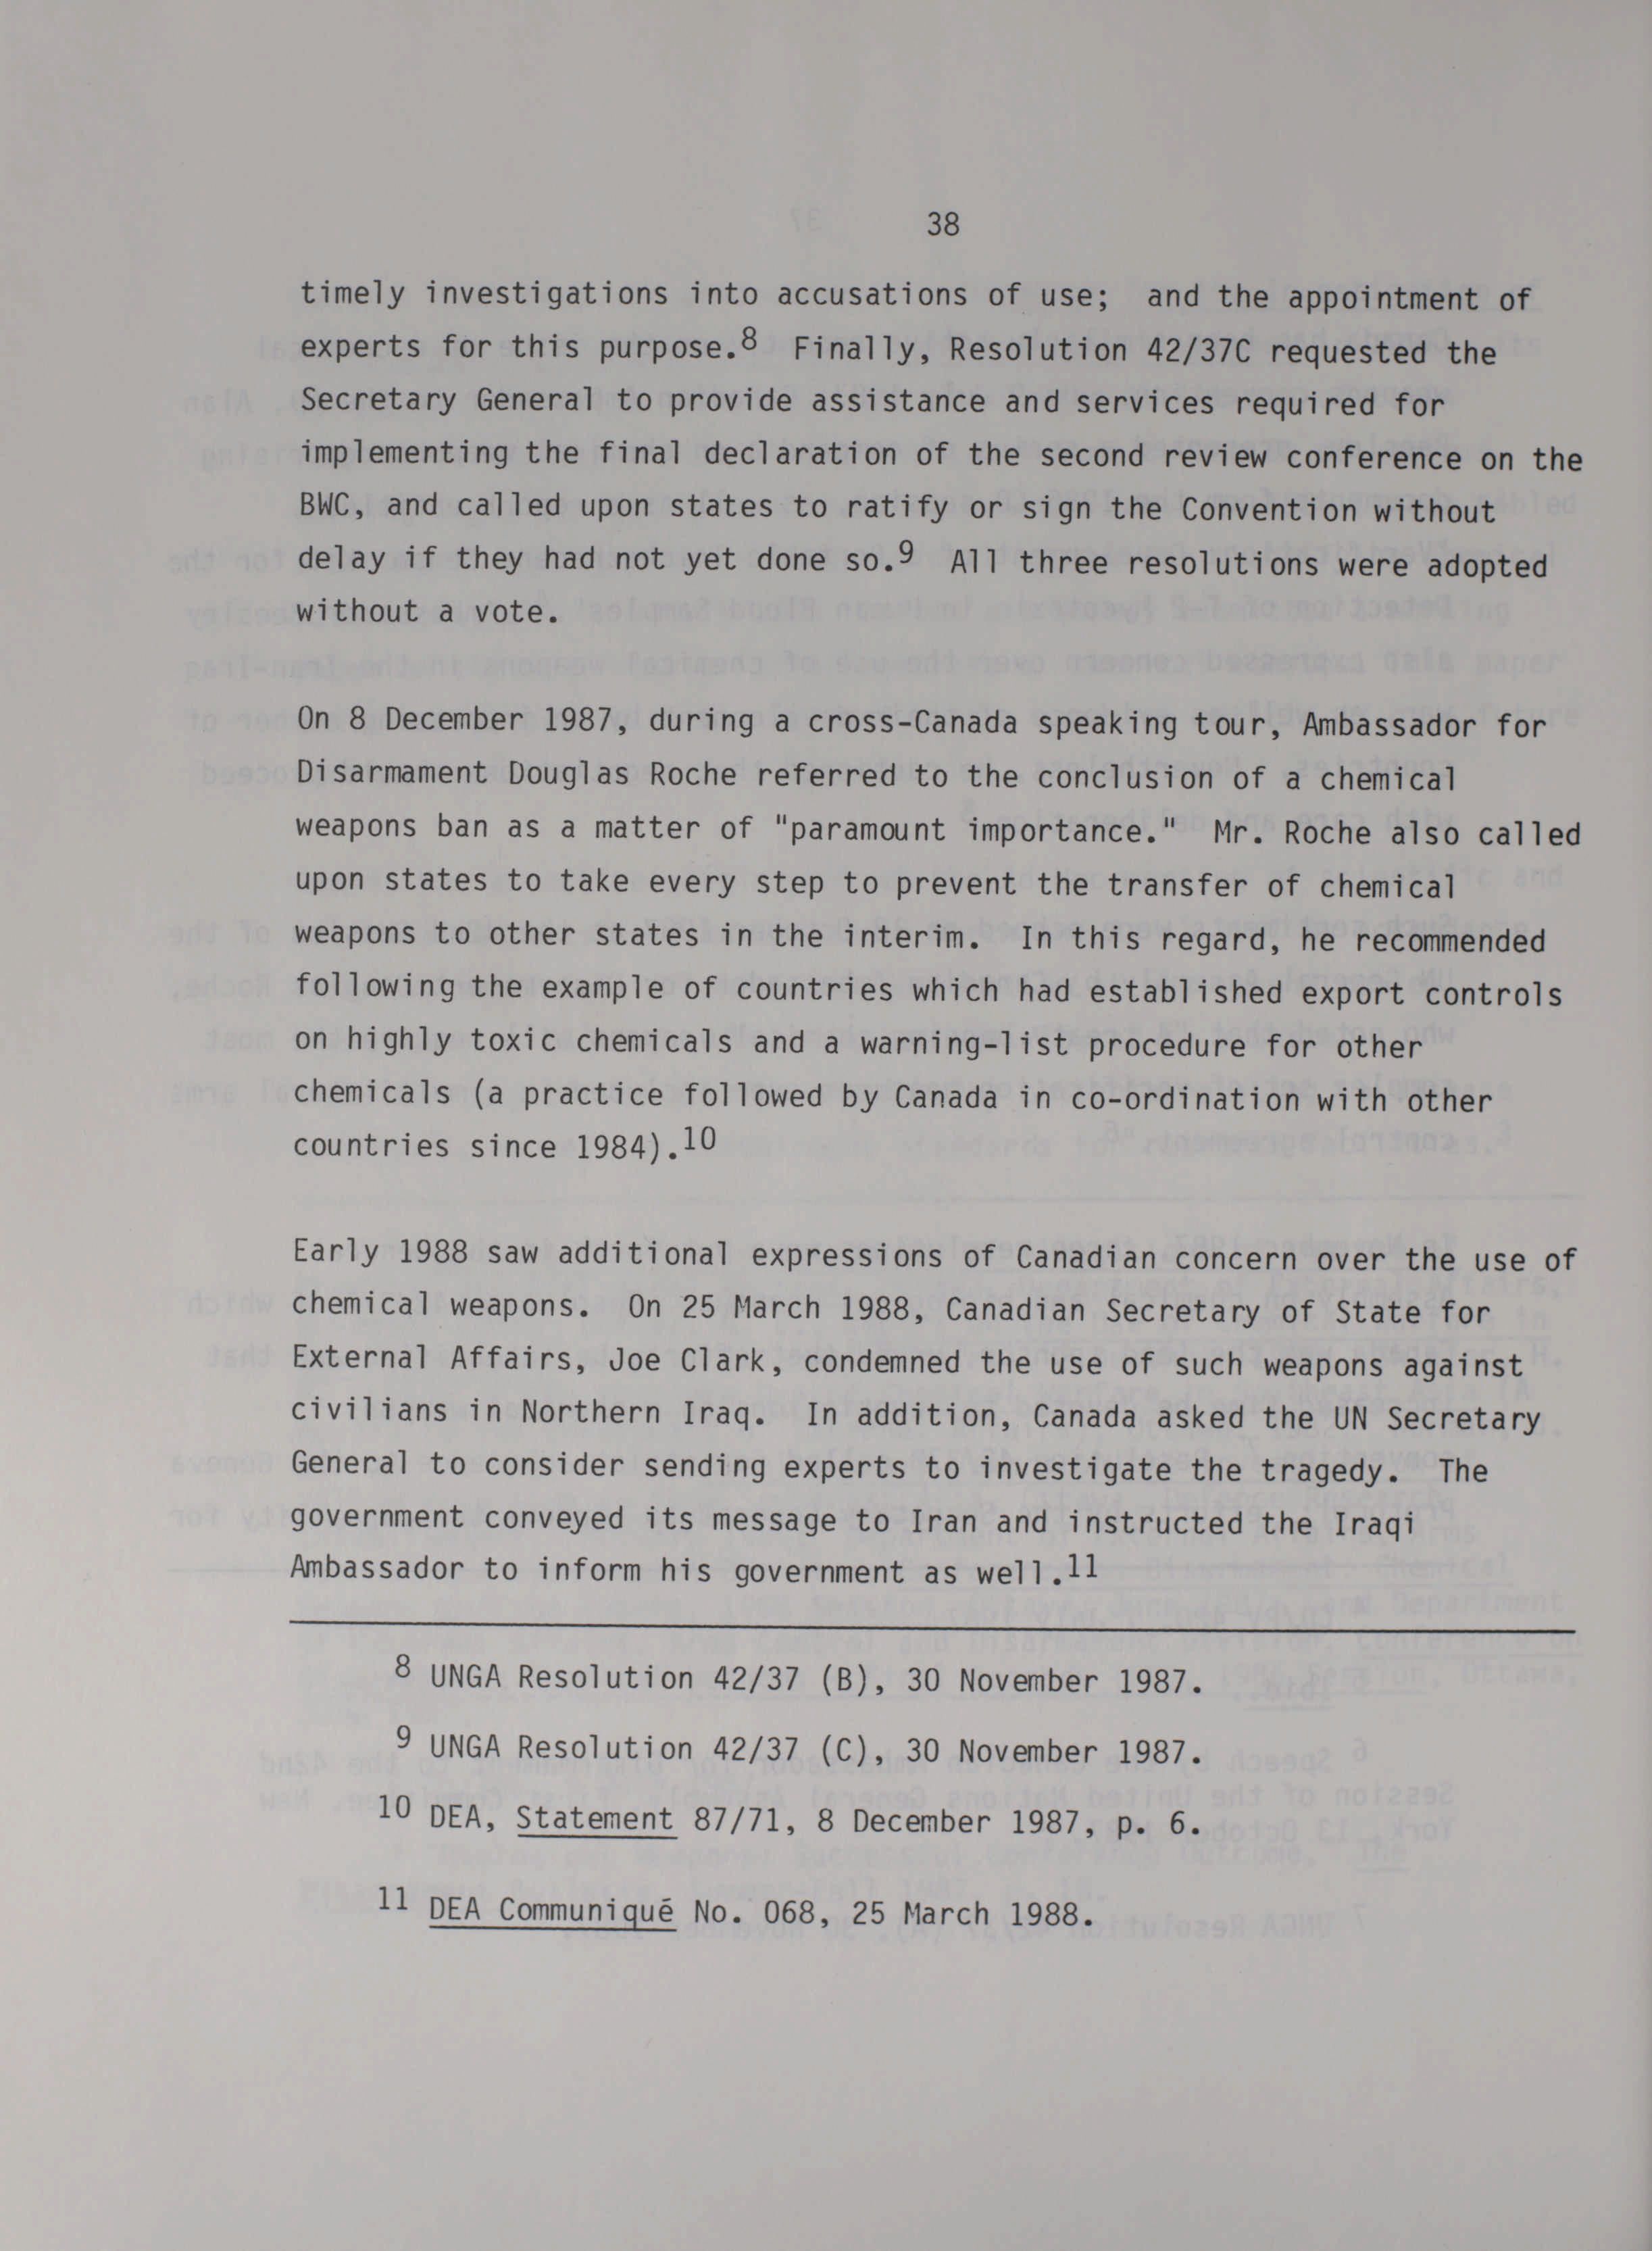 38
timely investigations into accusations of use; and the appointment of
experts for this purpose.8 Finally, Resolution 42/37C requested the
Secretary General to provide assistance and services required for
implementing the final declaration of the second review conference on the
BWC, and called upon states to ratify or sign the Convention without
delay if they had not yet done so.9 All three resolutions were adopted
without a vote.
On 8 December 1987, during a cross-Canada speaking tour, Ambassador for
Disarmament Douglas Roche referred to the conclusion of a chemical
weapons ban as a matter of "paramount importance." Mr. Roche also called
upon states to take every step to prevent the transfer of chemical
weapons to other states in the interim. In this regard, he recommended
following the example of countries which had established export controls
on highly toxic chemicals and a warning-list procedure for other
chemicals (a practice followed by Canada in co-ordination with other
countries since 1984).10
Early 1988 saw additional expressions of Canadian concern over the use of
chemical weapons. On 25 March 1988, Canadian Secretary of State for
External Affairs, Joe Clark, condemned the use of such weapons against
civilians in Northern Iraq. In addition, Canada asked the UN Secretary
General to consider sending experts to investigate the tragedy. The
government conveyed its message to Iran and instructed the Iraqi
Ambassador to inform his government as well.11
8 UNGA Resolution 42/37 (B), 30 November 1987.
9 UNGA Resolution 42/37 (C), 30 November 1987.
10 DEA, Statement 87/71, 8 December 1987, p. 6.
11 DEA Communiqué No. 068, 25 March 1988.